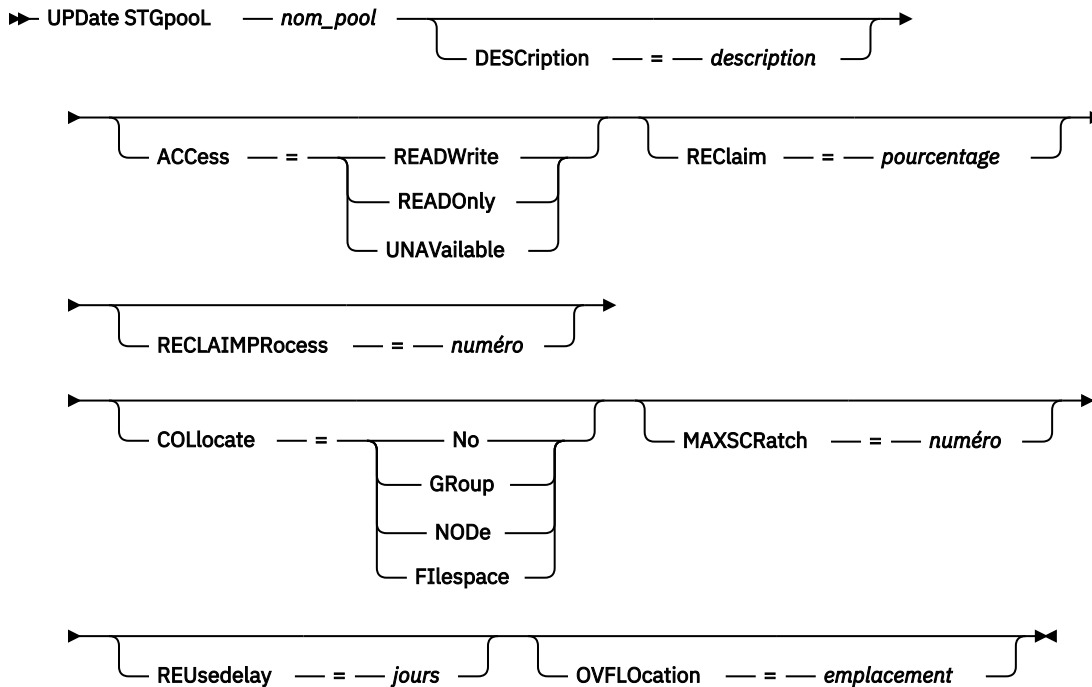 UPDate STGpooL — nom_pool
DESCription — = — description
ACCess — = — READWrite
READOnly
UNAVailable
REClaim — = — pourcentage
RECLAIMPRocess — = — numéro
COLlocate — = — No
GRoup
NODe
FIlespace
MAXSCRatch — = — numéro
REUsedelay — = — jours
OVFLOcation — = — emplacement